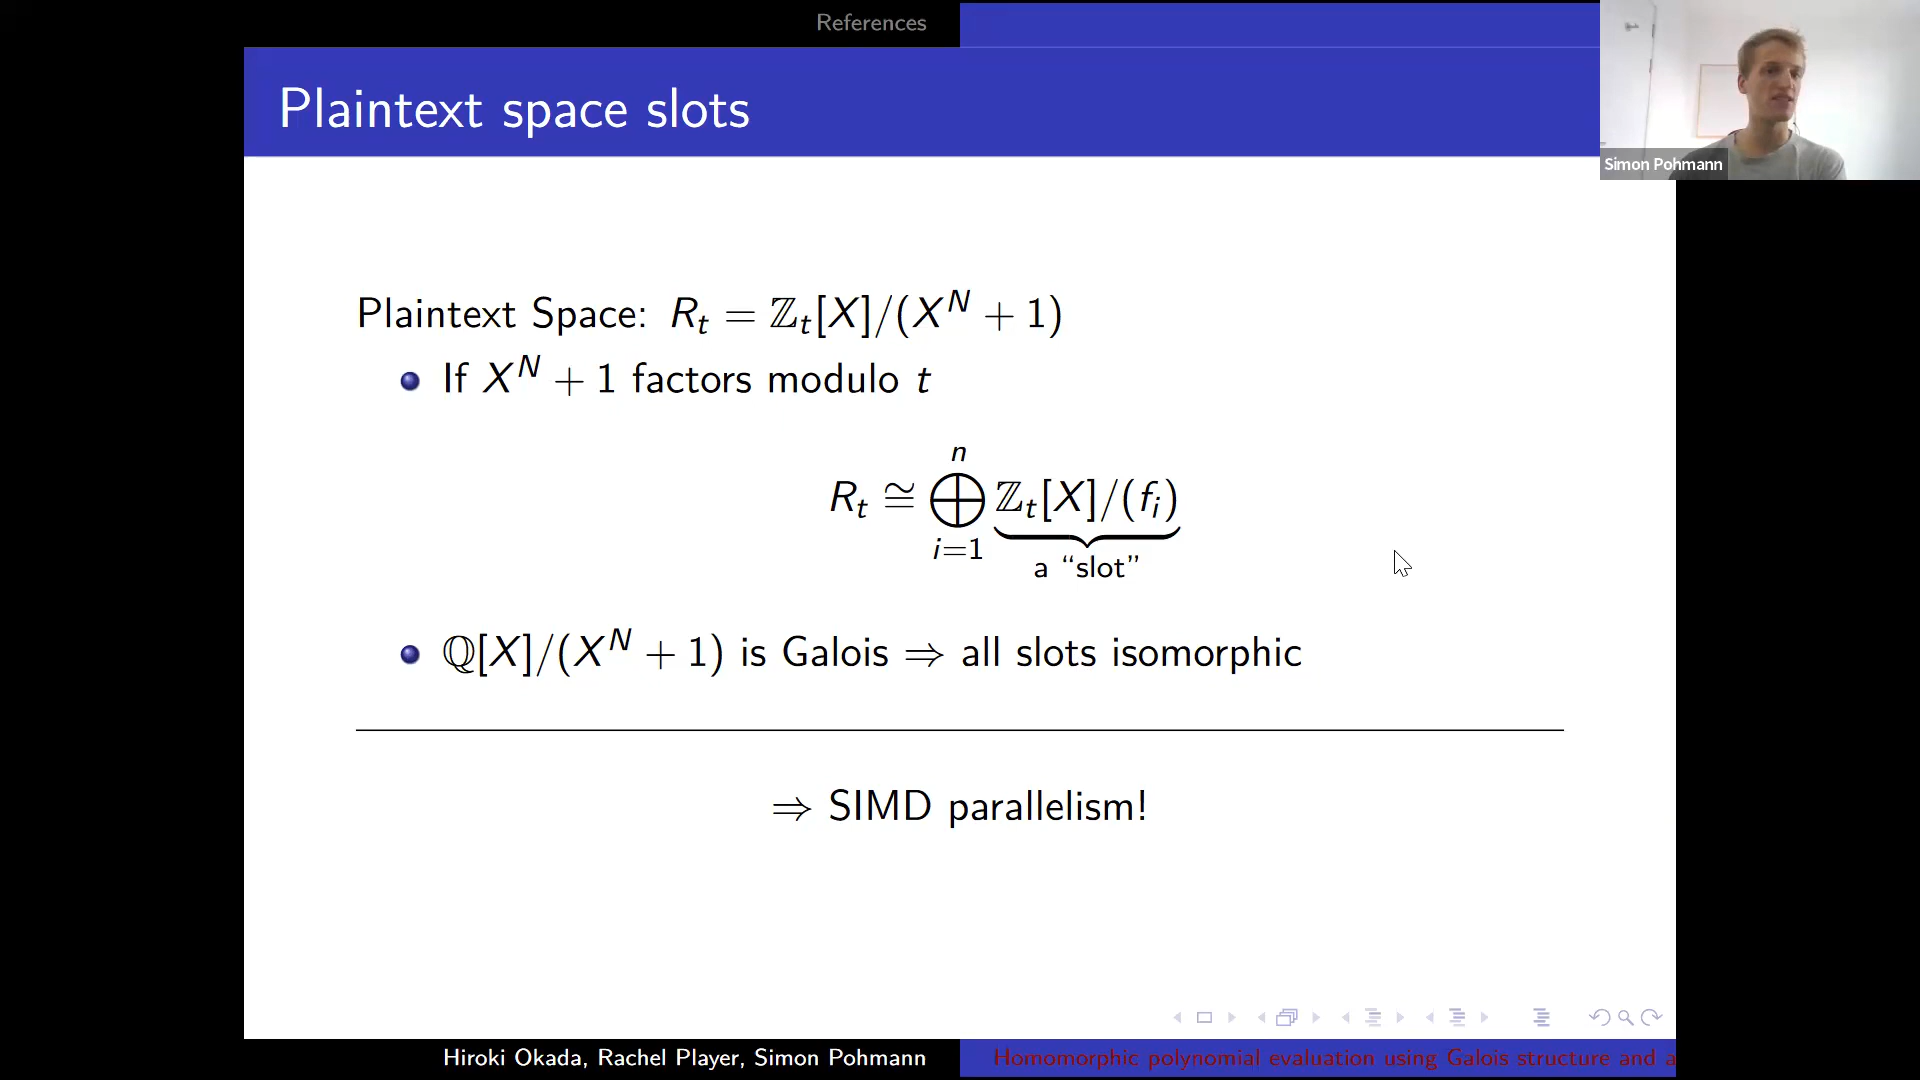 References
Plaintext space slots
Simon Pohmann
Plaintext Space: R_t = ℤ_t[X]/(X^N + 1)
If X^N + 1 factors modulo t
R_t ≅ ⨁_{i=1}^{n} ℤ_t[X]/(f_i)
a “slot”
ℚ[X]/(X^N + 1) is Galois ⇒ all slots isomorphic
⇒ SIMD parallelism!
Hiroki Okada, Rachel Player, Simon Pohmann
Homomorphic polynomial evaluation using Galois structure and a